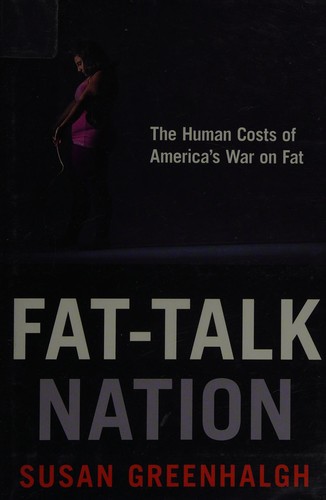 The Human Costs of
America's War on Fat
FAT-TALK
NATION
SUSAN GREENHALGH